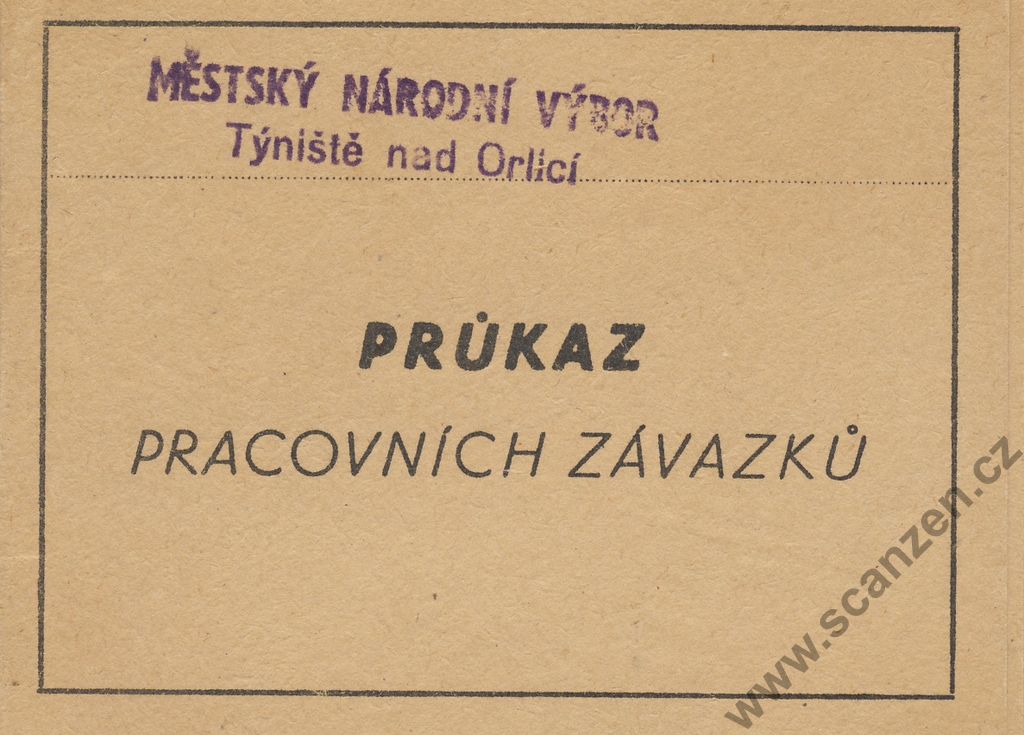 MĚSTSKÝ NÁRODNÍ VÝBOR
Týniště nad Orlicí
PRŮKAZ
PRACOVNÍCH ZÁVAZKŮ
www.scanzen.cz